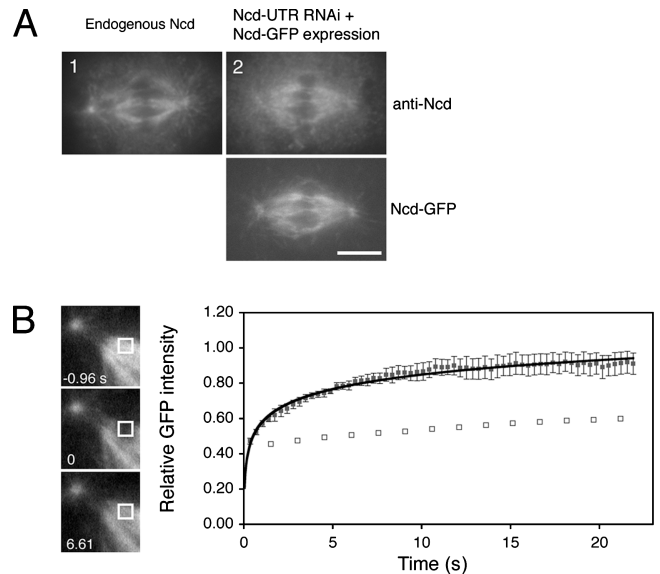 A
Endogenous Ncd
Ncd-UTR RNAi +
Ncd-GFP expression
1
2
anti-Ncd
Ncd-GFP
B
-0.96 s
0
6.61
Relative GFP intensity
1.20
1.00
0.80
0.60
0.40
0.20
0.00
0
5
10
15
20
Time (s)